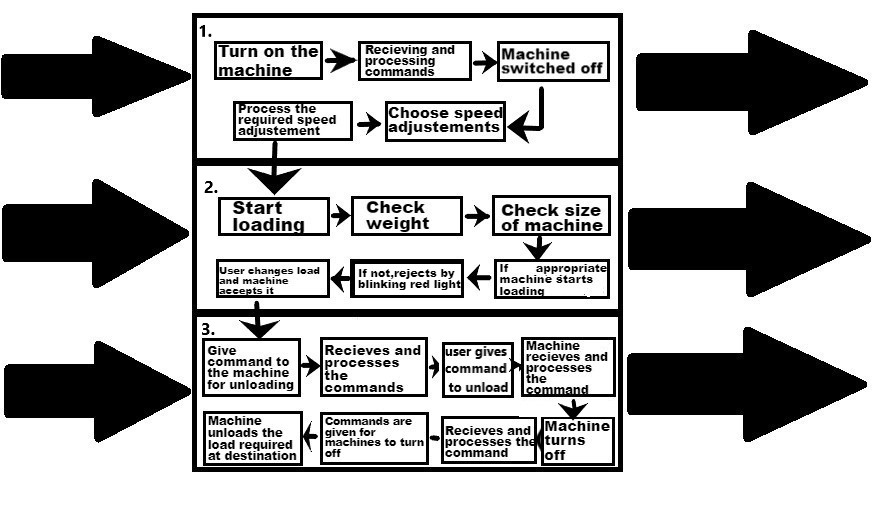 1.
Turn on the
machine
Recieving and
processing
commands
Machine
switched off
Process the
required speed
adjustement
Choose speed
adjustements
2.
Start
loading
Check
weight
Check size
of machine
User changes load
and machine
accepts it
If not,rejects by
blinking red light
If appropriate
machine starts
loading
3.
Give
command to
the machine
for unloading
Recieves and
processes
the
commands
user gives
command
to unload
Machine
recieves and
processes
the
command
Machine
unloads the
load required
at destination
Commands are
given for
machines to turn
off
Recieves and
processes the
command
Machine
turns
off